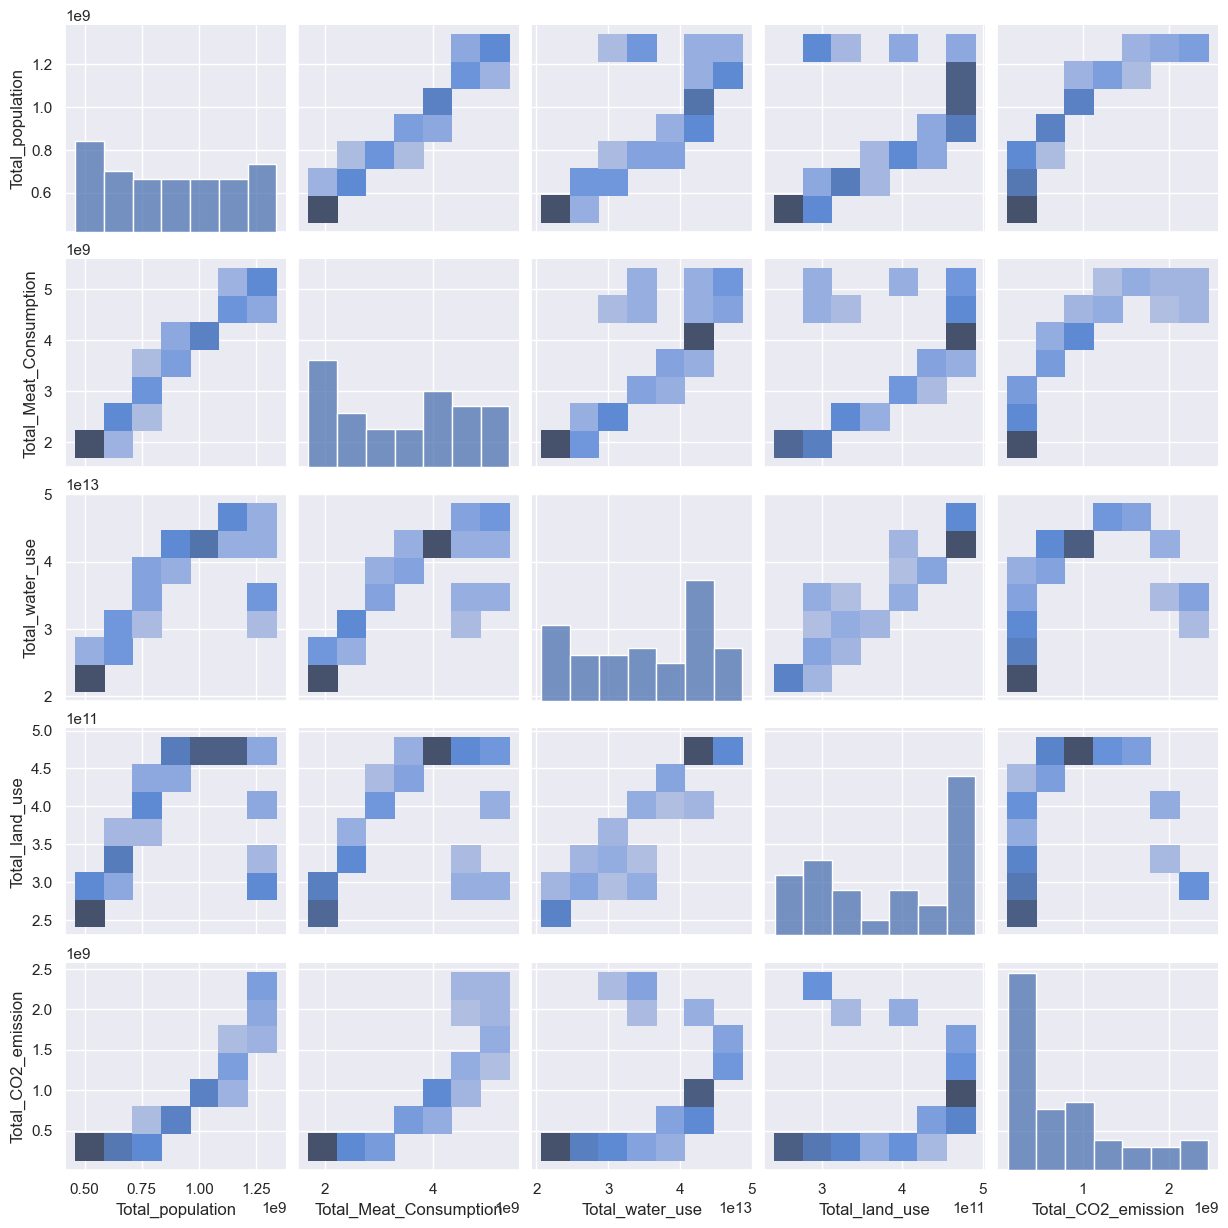 1e9
Total_population
1.2
1.0
0.8
0.6
1e9
Total_Meat_Consumption
5
4
3
2
1e13
Total_water_use
5
4
3
2
1e11
Total_land_use
5.0
4.5
4.0
3.5
3.0
2.5
1e9
Total_CO2_emission
2.5
2.0
1.5
1.0
0.5
0.50 0.75 1.00 1.25 2 4 2 3 4 5 3 4 5 1 2
Total_population 1e9 Total_Meat_Consumption 1e9 Total_water_use 1e13 Total_land_use 1e11 Total_CO2_emission 1e9